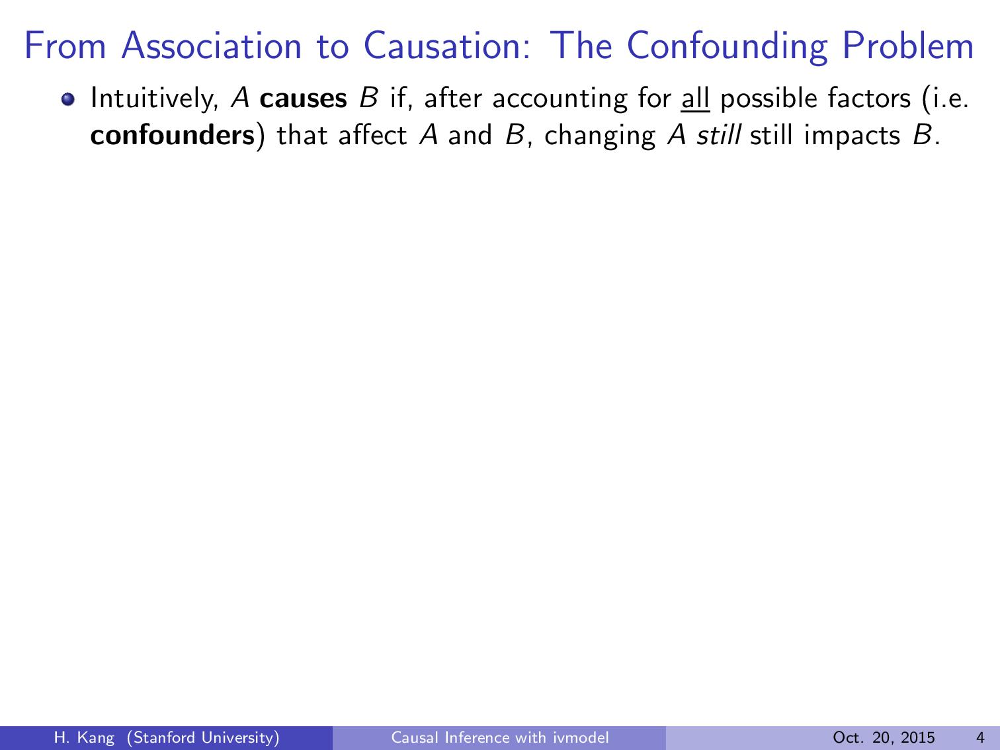 From Association to Causation: The Confounding Problem
Intuitively, A causes B if, after accounting for all possible factors (i.e.
confounders) that affect A and B, changing A still still impacts B.
H. Kang (Stanford University)
Causal Inference with ivmodel
Oct. 20, 2015
4